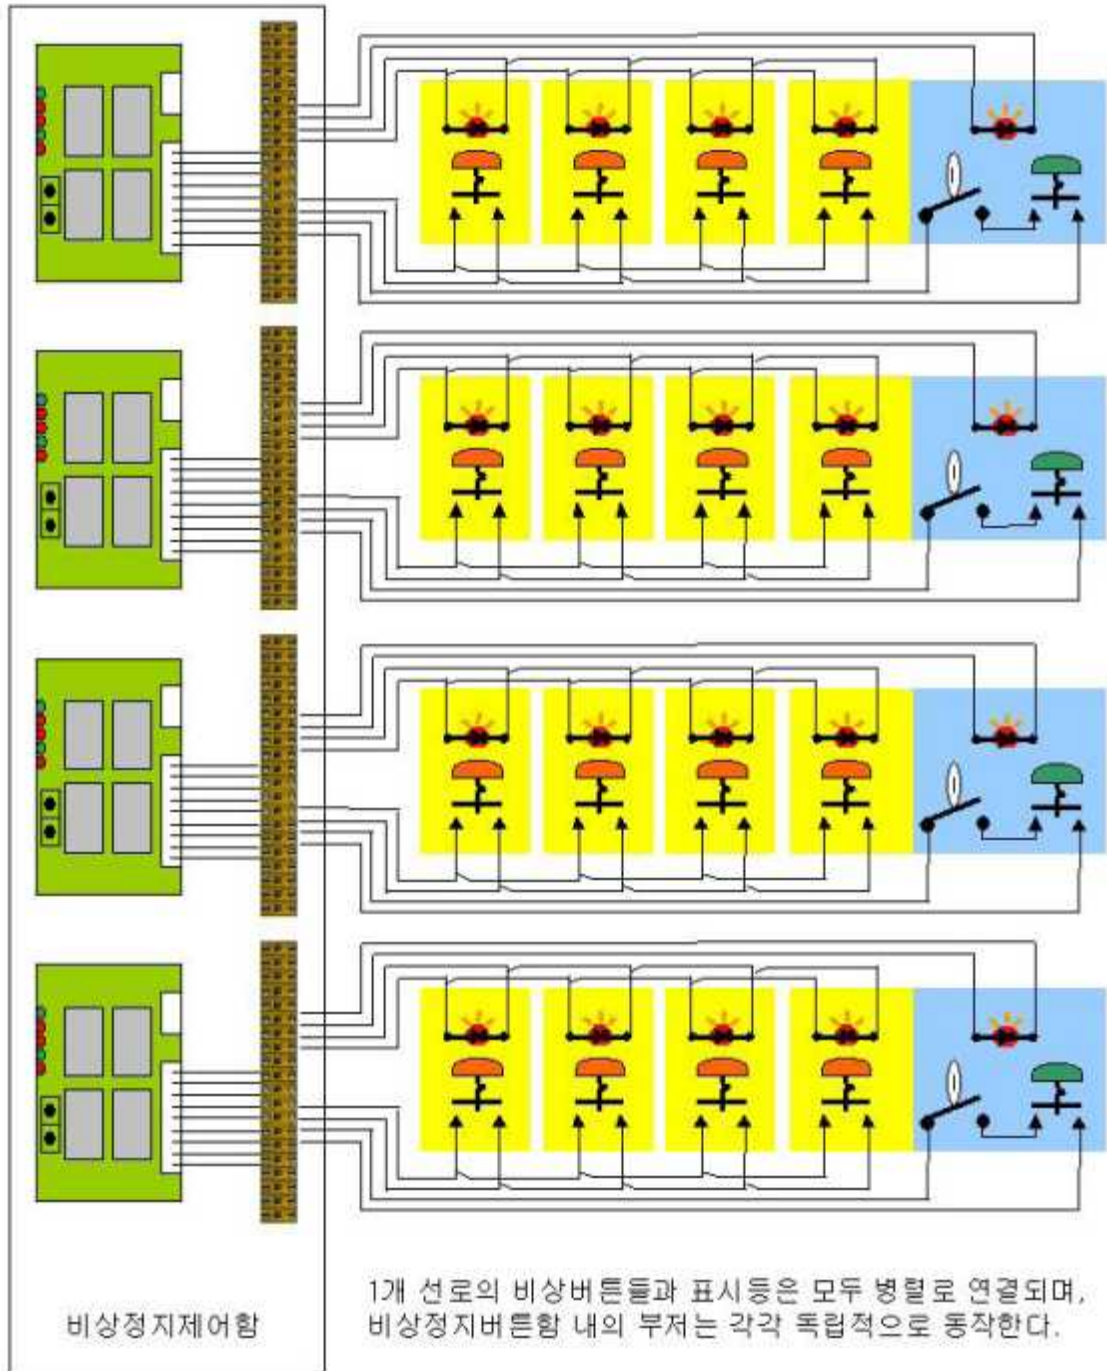 비상정지제어함
1개 선로의 비상버튼들과 표시등은 모두 병렬로 연결되며,
비상정지버튼함 내의 부저는 각각 독립적으로 동작한다.